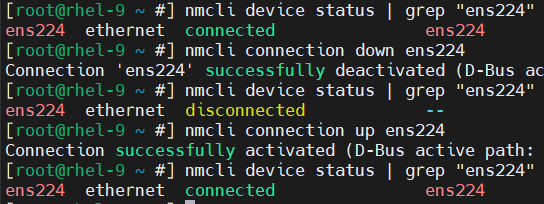 [root@rhel-9 ~ #] nmcli device status | grep "ens224"
ens224 ethernet connected ens224
[root@rhel-9 ~ #] nmcli connection down ens224
Connection 'ens224' successfully deactivated (D-Bus ac
[root@rhel-9 ~ #] nmcli device status | grep "ens224"
ens224 ethernet disconnected --
[root@rhel-9 ~ #] nmcli connection up ens224
Connection successfully activated (D-Bus active path:
[root@rhel-9 ~ #] nmcli device status | grep "ens224"
ens224 ethernet connected ens224